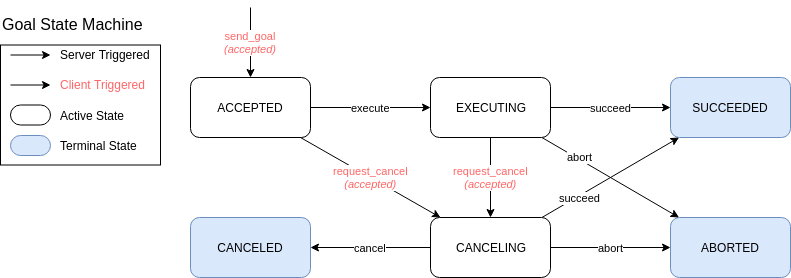 Goal State Machine
Server Triggered
Client Triggered
Active State
Terminal State
send_goal
(accepted)
ACCEPTED
execute
EXECUTING
succeed
SUCCEEDED
request_cancel
(accepted)
request_cancel
(accepted)
abort
succeed
CANCELED
cancel
CANCELING
abort
ABORTED